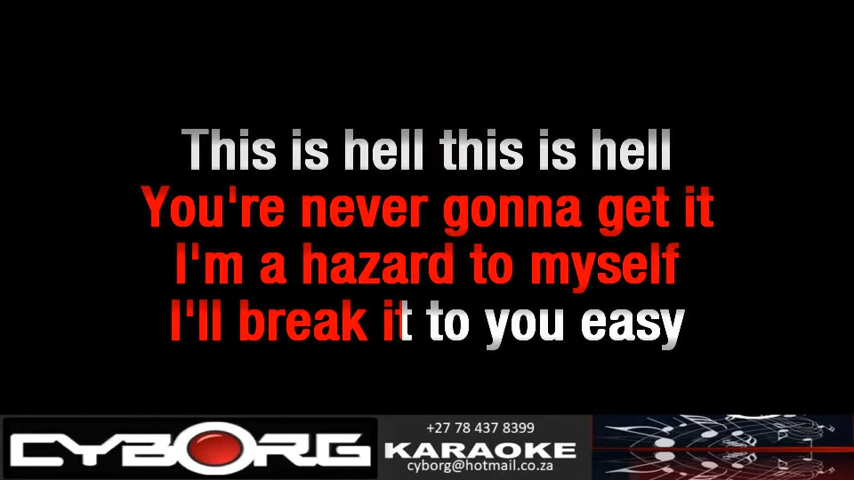 This is hell this is hell
You're never gonna get it
I'm a hazard to myself
I'll break it to you easy
CYBORG
+27 78 437 8399
KARAOKE
cyborg@hotmail.co.za